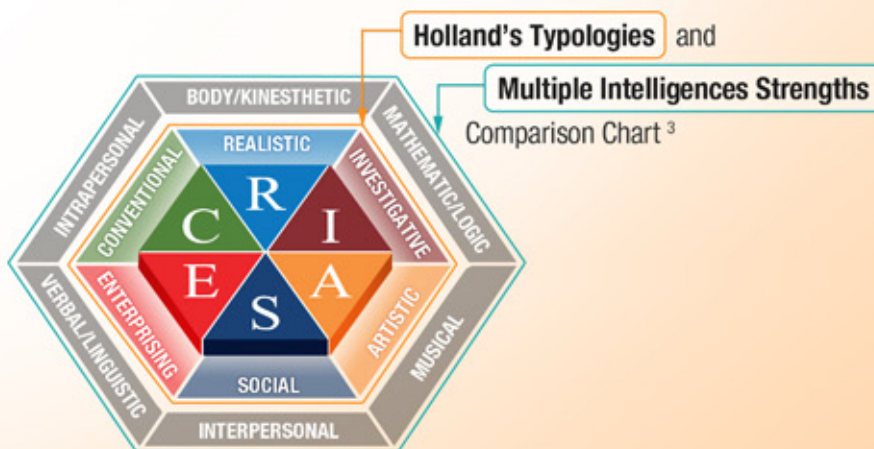 Holland's Typologies and
Multiple Intelligences Strengths
Comparison Chart 3
BODY/KINESTHETIC
MATHEMATIC/LOGIC
MUSICAL
INTERPERSONAL
VERBAL/LINGUISTIC
INTRAPERSONAL
REALISTIC
INVESTIGATIVE
ARTISTIC
SOCIAL
ENTERPRISING
CONVENTIONAL
R
I
A
S
E
C